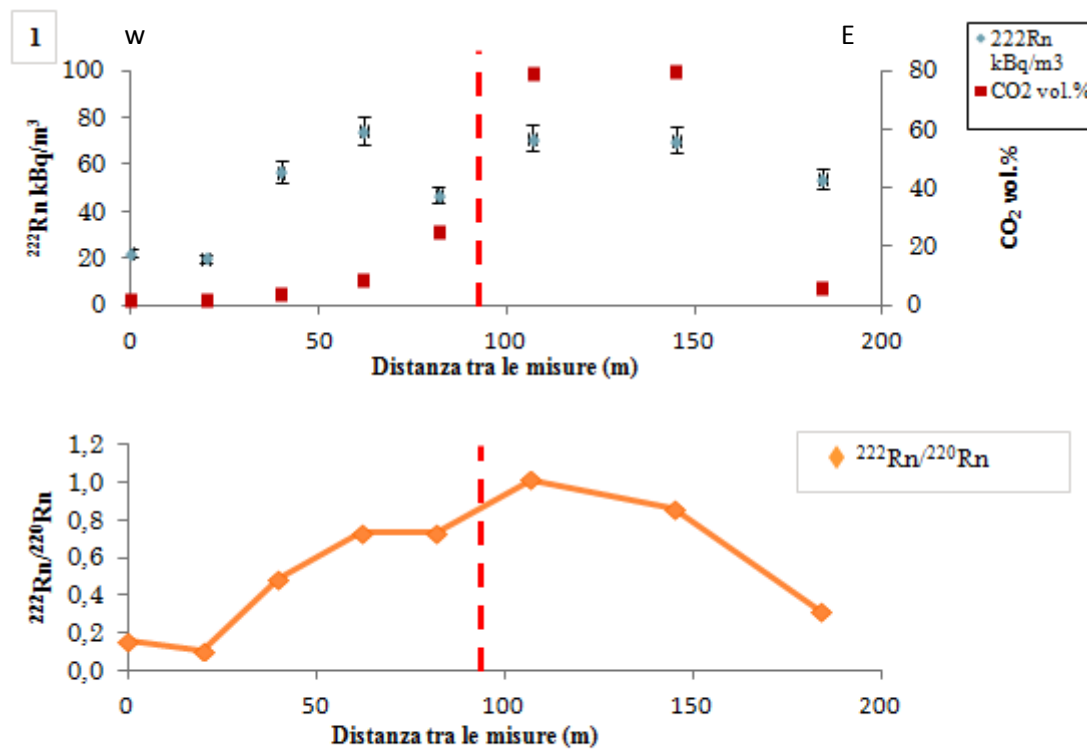 1
W
E
222Rn
kBq/m3
CO2 vol.%
100
80
60
40
20
0
²²²Rn kBq/m³
80
60
40
20
0
CO₂ vol.%
0 50 100 150 200
Distanza tra le misure (m)
1,2
1,0
0,8
0,6
0,4
0,2
0,0
²²²Rn/²²⁰Rn
²²²Rn/²²⁰Rn
0 50 100 150 200
Distanza tra le misure (m)